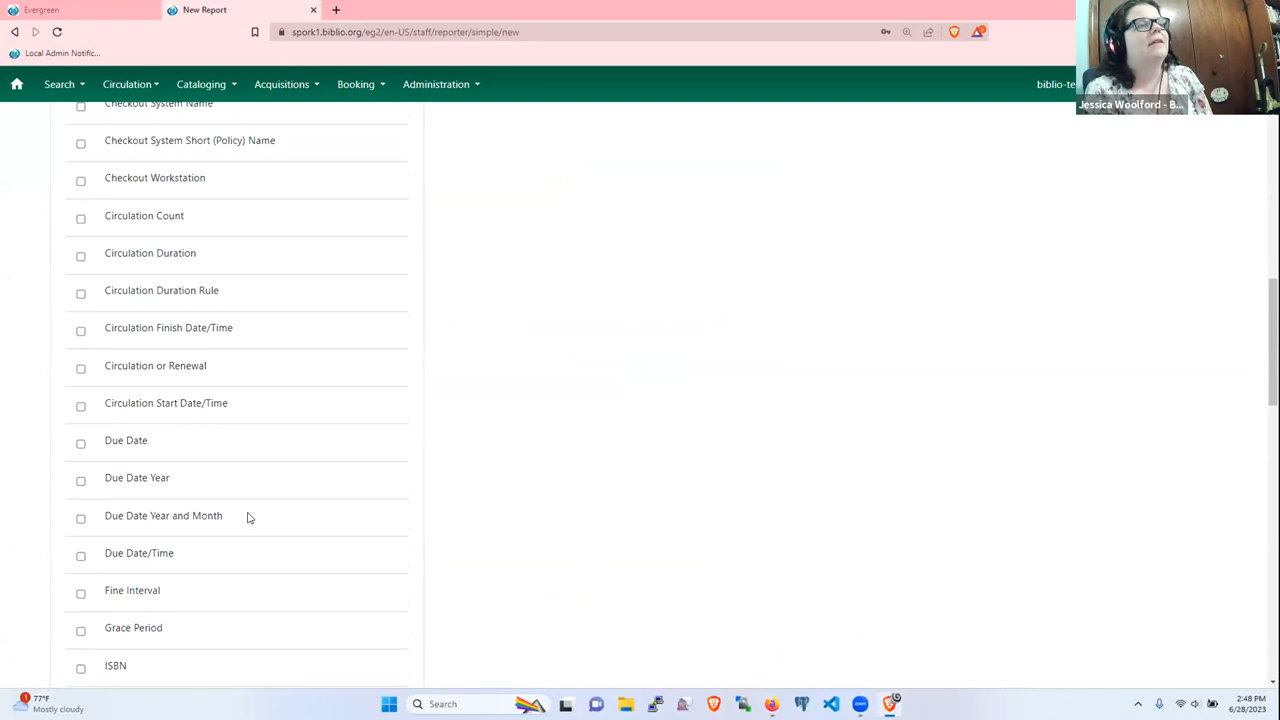 Evergreen
New Report
spork1.biblio.org/eg2/en-US/staff/reporter/simple/new
Local Admin Notific...
Search
Circulation
Cataloging
Acquisitions
Booking
Administration
biblio-te
Jessica Woolford - B...
Checkout System Name
Checkout System Short (Policy) Name
Checkout Workstation
Circulation Count
Circulation Duration
Circulation Duration Rule
Circulation Finish Date/Time
Circulation or Renewal
Circulation Start Date/Time
Due Date
Due Date Year
Due Date Year and Month
Due Date/Time
Fine Interval
Grace Period
ISBN
1
77°F
Mostly cloudy
Search
2:48 PM
6/28/2023